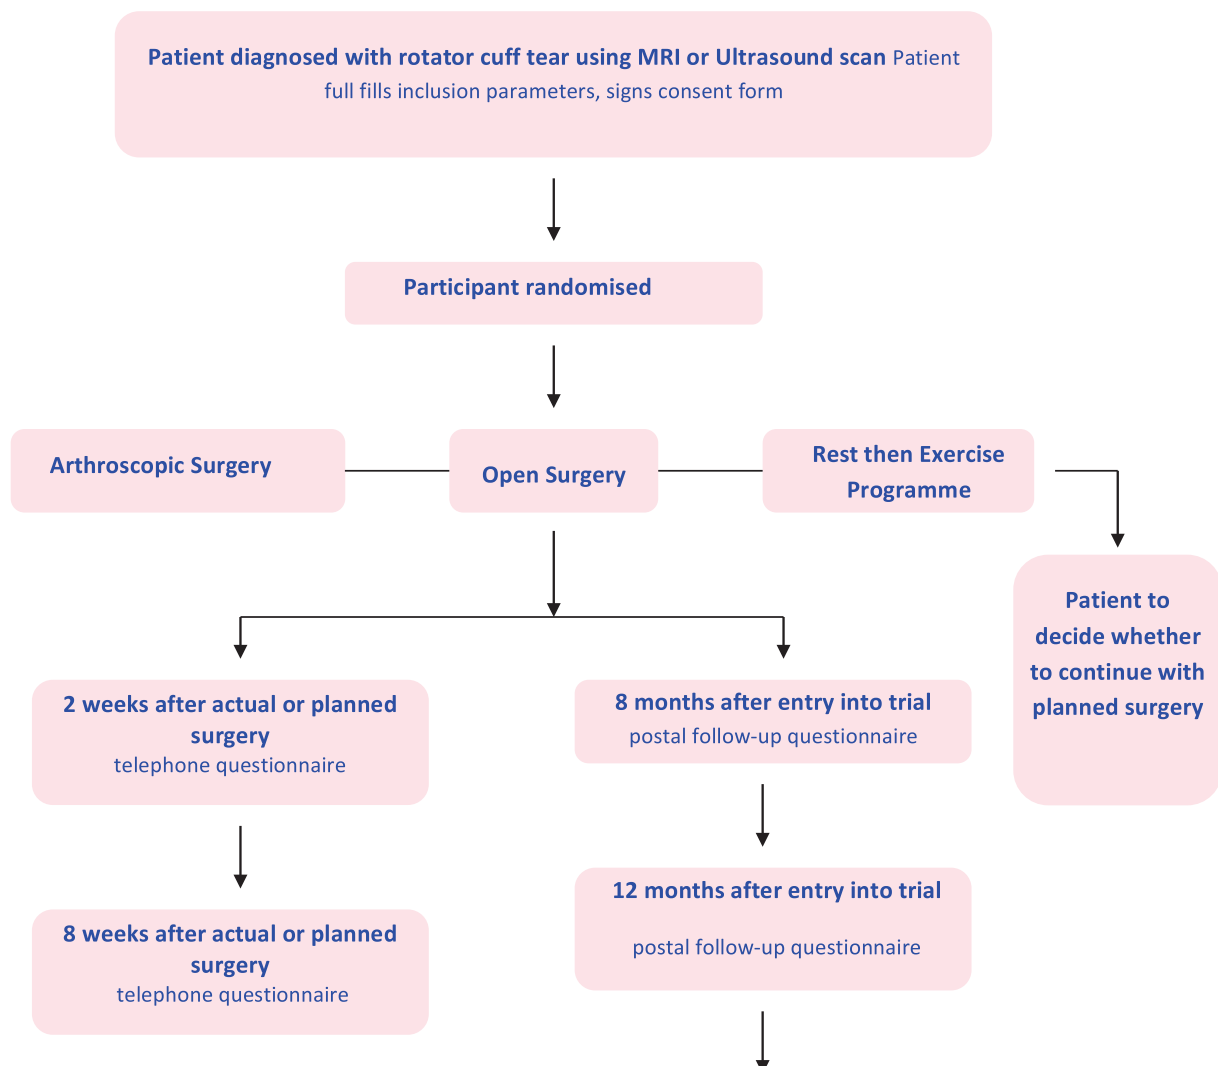 Patient diagnosed with rotator cuff tear using MRI or Ultrasound scan Patient
full fills inclusion parameters, signs consent form
Participant randomised
Arthroscopic Surgery
Open Surgery
Rest then Exercise
Programme
Patient to
decide whether
to continue with
planned surgery
2 weeks after actual or planned
surgery
telephone questionnaire
8 months after entry into trial
postal follow-up questionnaire
8 weeks after actual or planned
surgery
telephone questionnaire
12 months after entry into trial
postal follow-up questionnaire